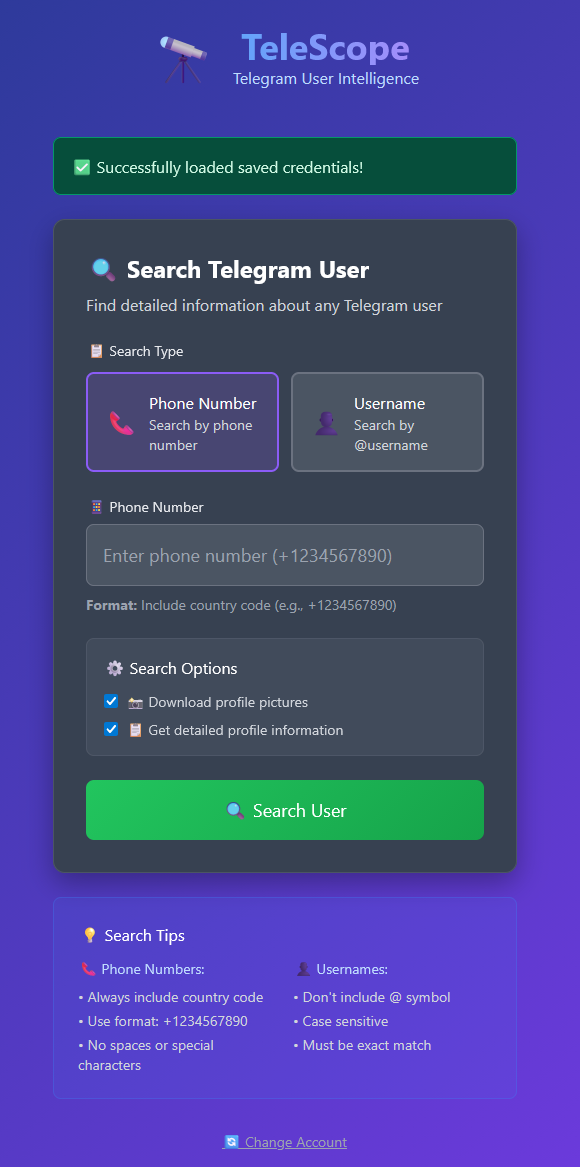 TeleScope
Telegram User Intelligence
✅ Successfully loaded saved credentials!
🔍 Search Telegram User
Find detailed information about any Telegram user
📋 Search Type
📞 Phone Number
Search by phone
number
👤 Username
Search by
@username
📱 Phone Number
Enter phone number (+1234567890)
Format: Include country code (e.g., +1234567890)
⚙️ Search Options
📸 Download profile pictures
📋 Get detailed profile information
🔍 Search User
💡 Search Tips
📞 Phone Numbers:
• Always include country code
• Use format: +1234567890
• No spaces or special
characters
👤 Usernames:
• Don't include @ symbol
• Case sensitive
• Must be exact match
🔄 Change Account